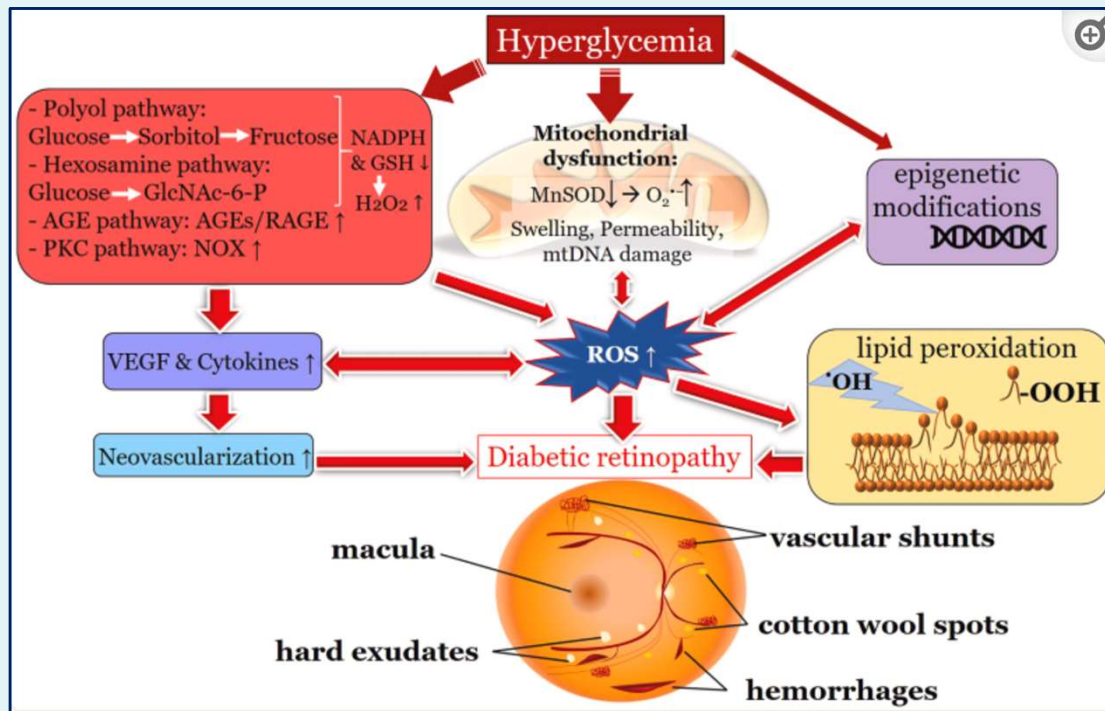 Hyperglycemia
- Polyol pathway:
Glucose→Sorbitol→Fructose
- Hexosamine pathway:
Glucose→GlcNAc-6-P
- AGE pathway: AGEs/RAGE ↑
- PKC pathway: NOX ↑
NADPH
& GSH ↓
H2O2 ↑
Mitochondrial
dysfunction:
MnSOD↓ → O₂·⁻↑
Swelling, Permeability,
mtDNA damage
epigenetic
modifications
VEGF & Cytokines ↑
ROS ↑
lipid peroxidation
·OH
-OOH
Neovascularization ↑
Diabetic retinopathy
macula
vascular shunts
hard exudates
cotton wool spots
hemorrhages